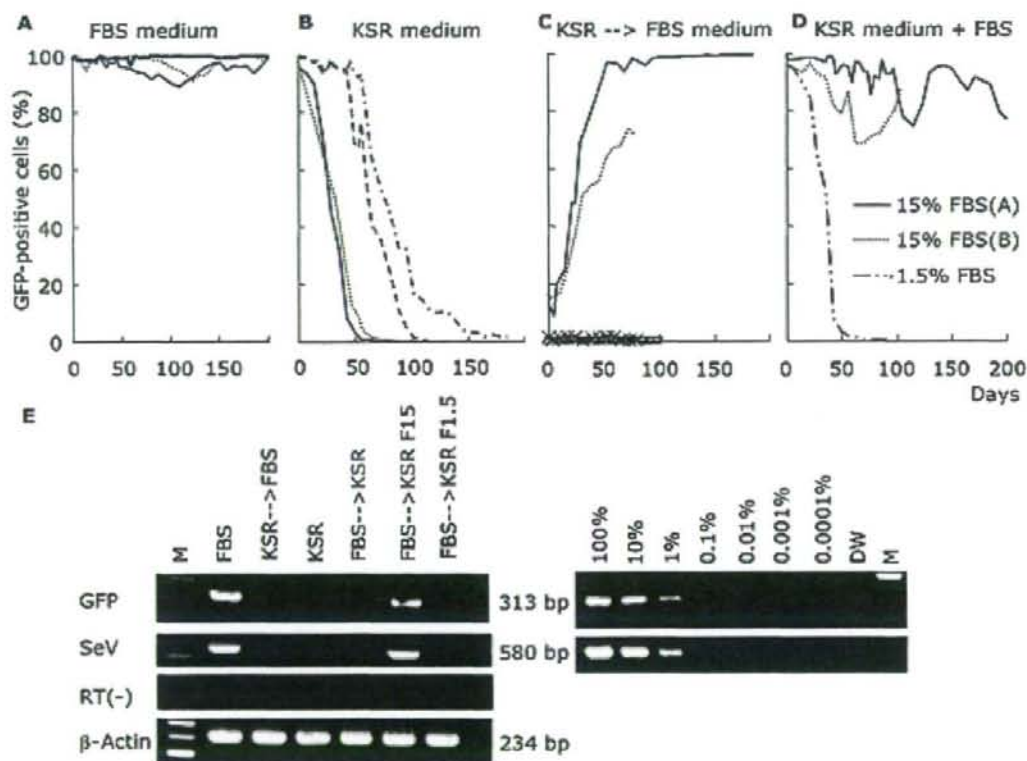 A FBS medium
B KSR medium
C KSR --> FBS medium
D KSR medium + FBS
GFP-positive cells (%)
100
80
60
40
20
0
0 50 100 150
0 50 100 150
0 50 100 150
0 50 100 150 200
Days
15% FBS(A)
15% FBS(B)
1.5% FBS
E
M
FBS
KSR-->FBS
KSR
FBS-->KSR
FBS-->KSR F15
FBS-->KSR F1.5
100%
10%
1%
0.1%
0.01%
0.001%
0.0001%
DW
M
GFP
313 bp
SeV
580 bp
RT(-)
β-Actin
234 bp